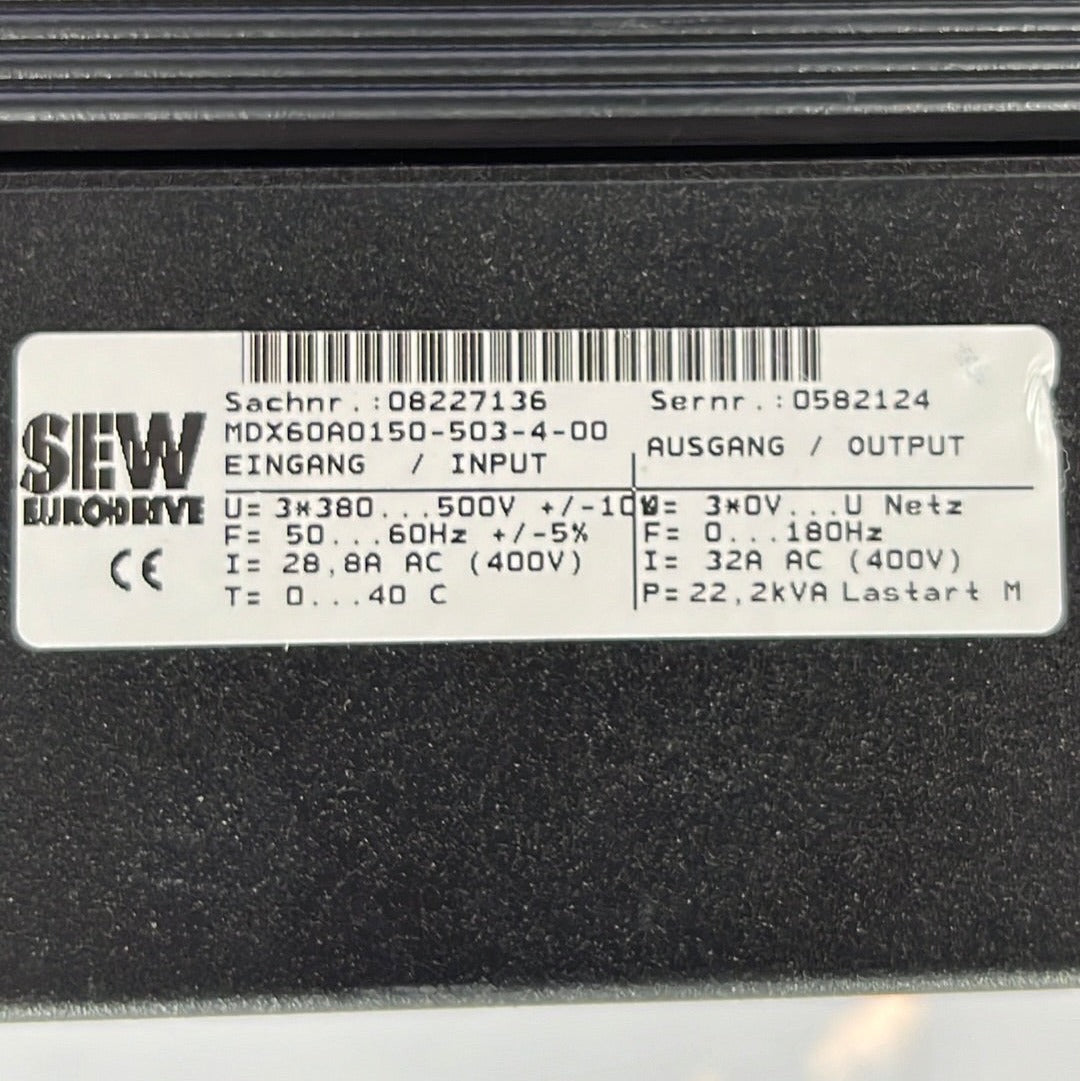 Sachnr.:08227136 Sernr.:0582124
SEW
EURODRIVE
CE
MDX60A0150-503-4-00
EINGANG / INPUT
AUSGANG / OUTPUT
U= 3*380...500V +/-10%
F= 50...60Hz +/-5%
I= 28,8A AC (400V)
T= 0...40 C
U= 3*0V...U Netz
F= 0...180Hz
I= 32A AC (400V)
P= 22,2kVA Lastart M